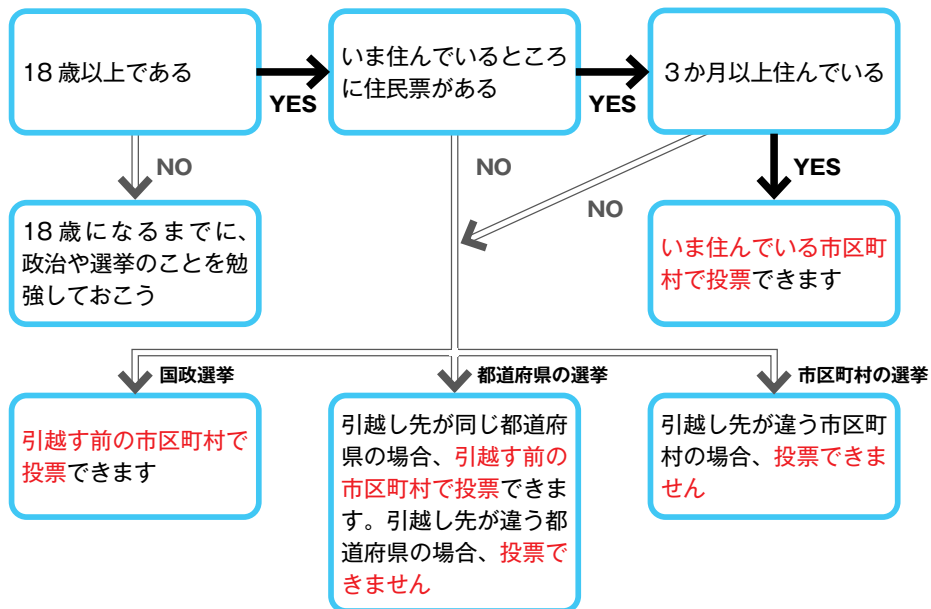 18歳以上である
YES
いま住んでいるところ
に住民票がある
YES
3か月以上住んでいる
NO
NO
NO
YES
18歳になるまでに、
政治や選挙のことを勉
強しておこう
いま住んでいる市区町
村で投票できます
国政選挙
引越す前の市区町村で
投票できます
都道府県の選挙
引越し先が同じ都道府
県の場合、引越す前の
市区町村で投票できま
す。引越し先が違う都
道府県の場合、投票で
きません
市区町村の選挙
引越し先が違う市区町
村の場合、投票できま
せん